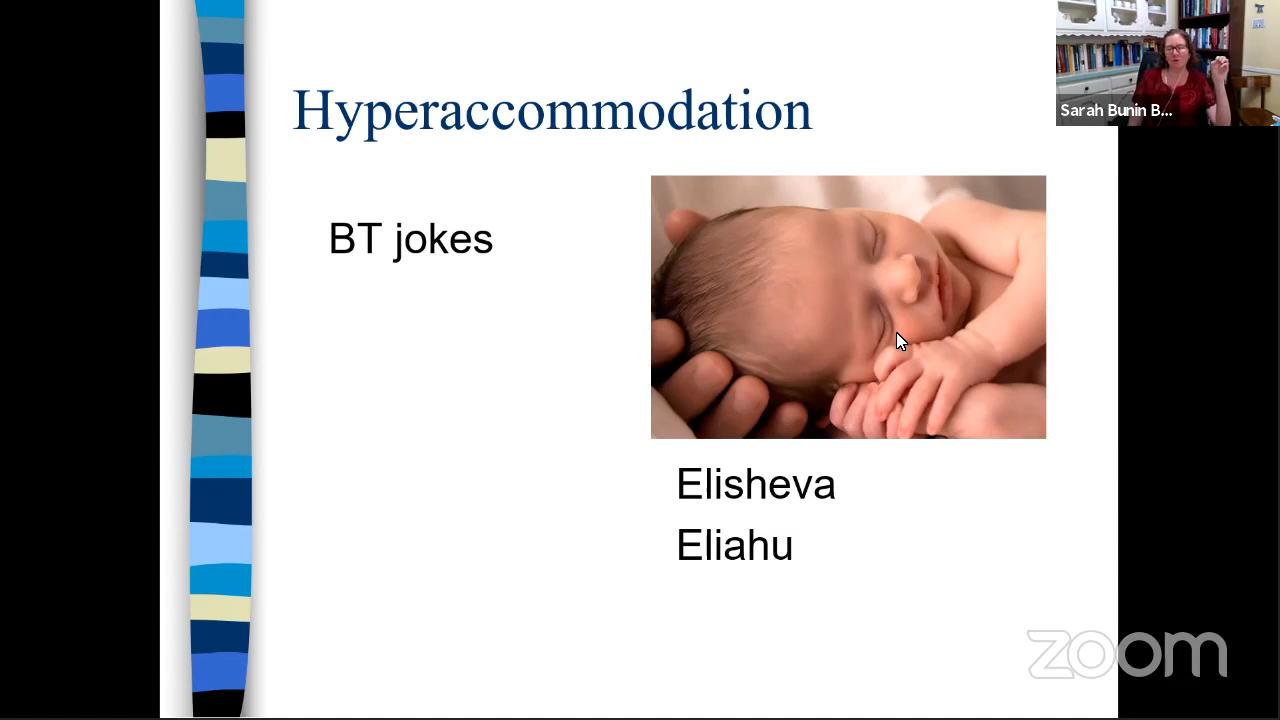 Hyperaccommodation
Sarah Bunin B...
BT jokes
Elisheva
Eliahu
zoom